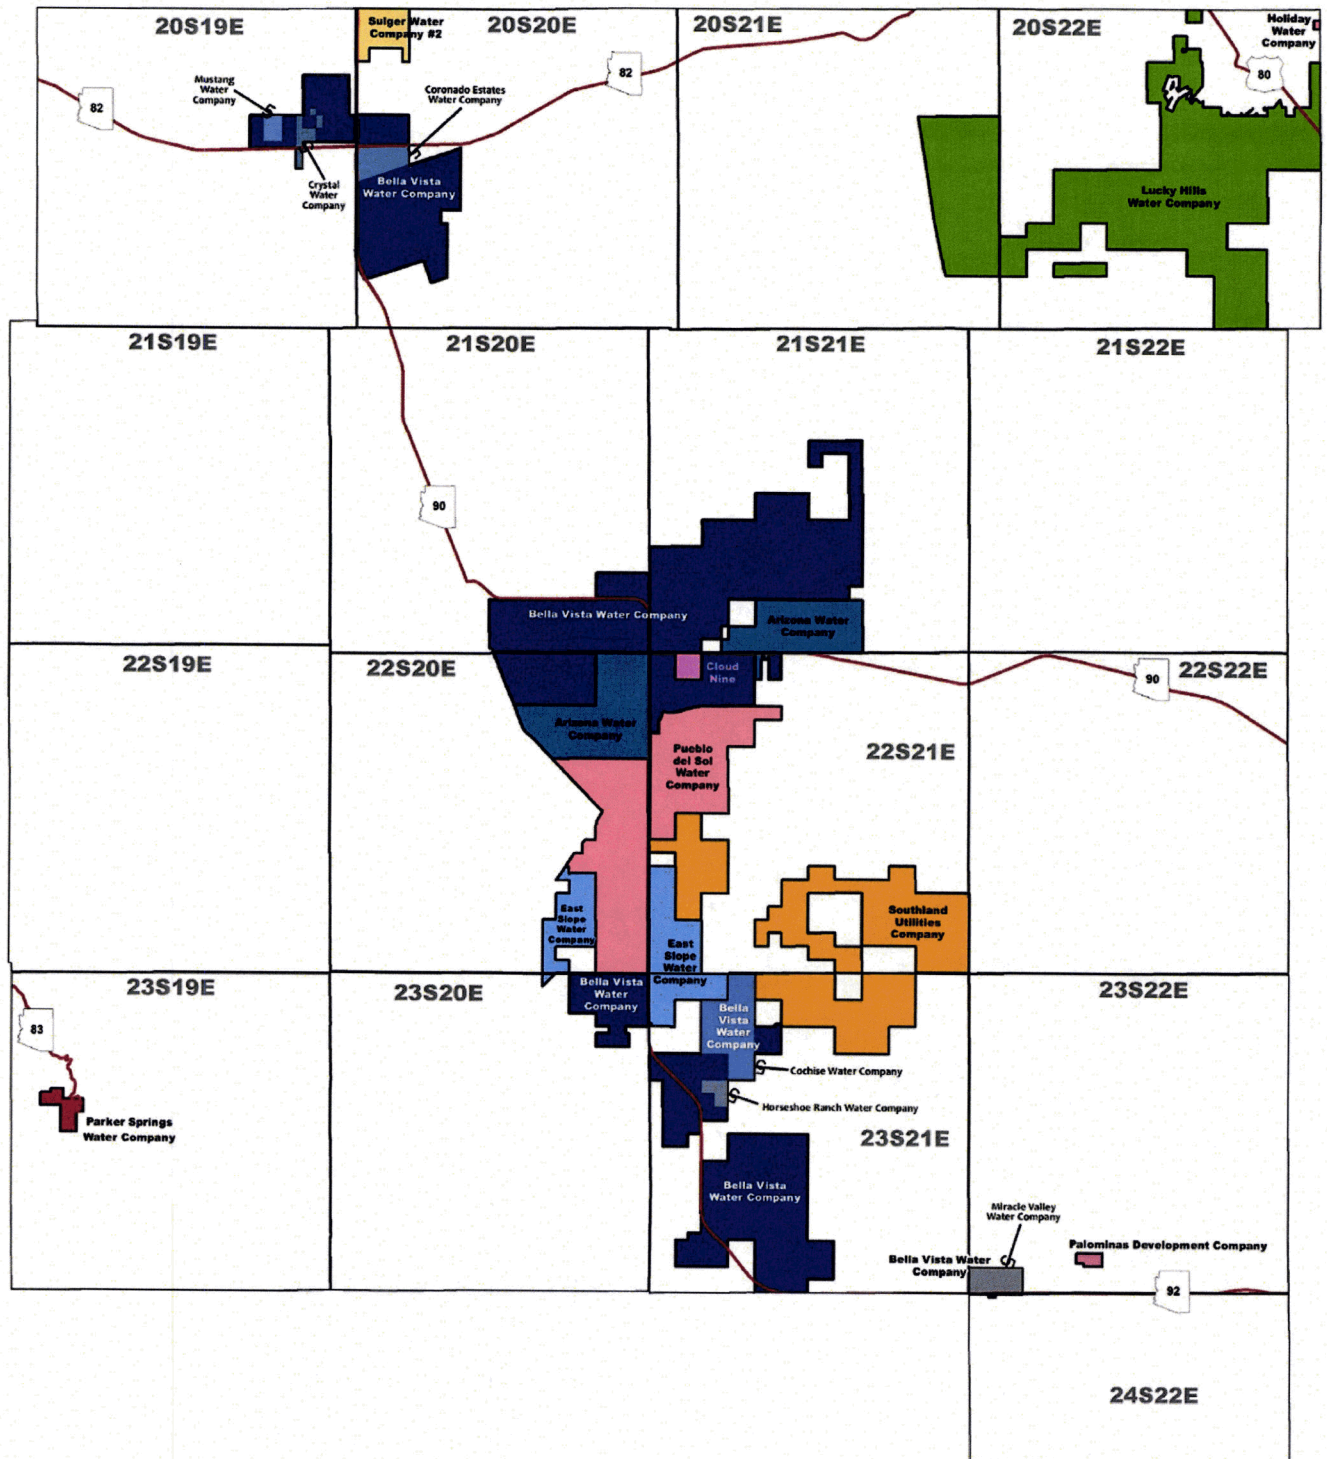 20S19E
Sulger Water
Company #2
20S20E
20S21E
20S22E
Holiday
Water
Company
82
80
Mustang
Water
Company
82
Coronado Estates
Water Company
Crystal
Water
Company
Bella Vista
Water Company
Lucky Hills
Water Company
21S19E
21S20E
21S21E
21S22E
90
Bella Vista Water Company
Arizona Water
Company
22S19E
22S20E
Cloud
Nine
22S22E
90
Arizona Water
Company
Pueblo
del Sol
Water
Company
22S21E
East
Slope
Water
Company
Southland
Utilities
Company
East
Slope
Water
Company
23S19E
23S20E
Bella Vista
Water
Company
23S22E
83
Bella
Vista
Water
Company
Cochise Water Company
Horseshoe Ranch Water Company
Parker Springs
Water Company
23S21E
Bella Vista
Water Company
Miracle Valley
Water Company
Palominas Development Company
Bella Vista Water
Company
92
24S22E